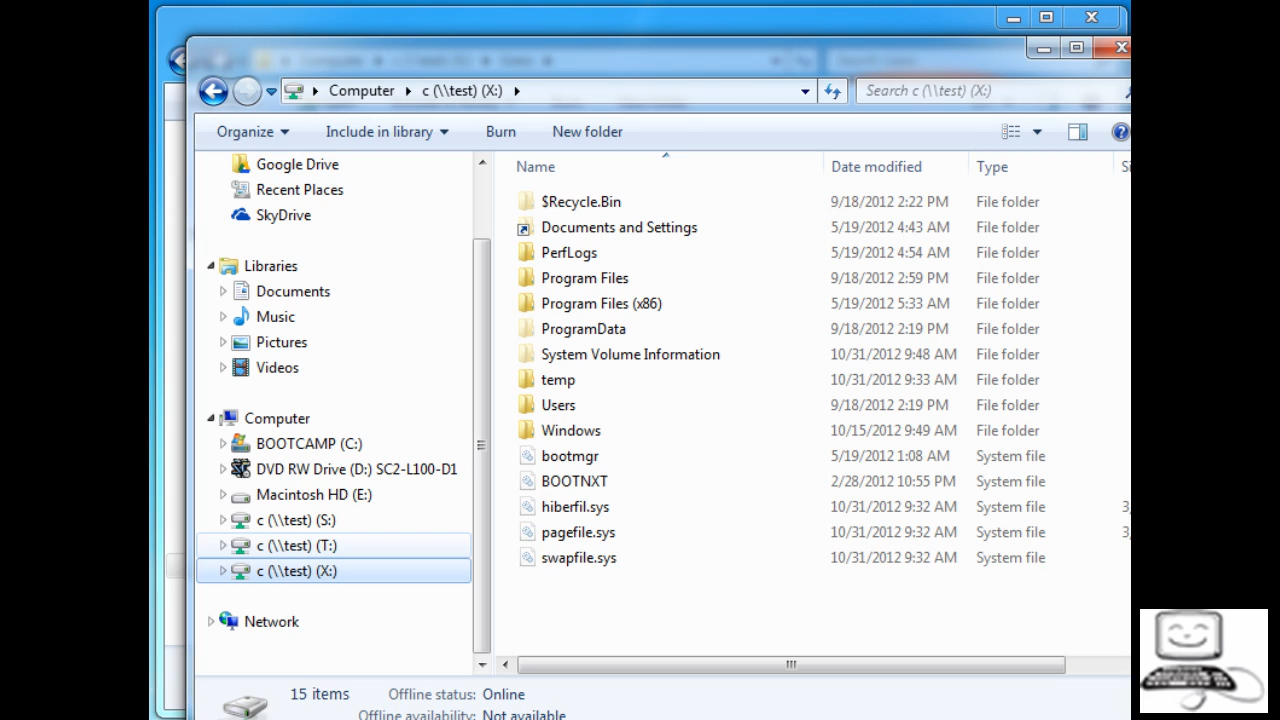 Computer c (\\test) (X:) Search c (\\test) (X:)
Organize Include in library Burn New folder
Google Drive
Recent Places
SkyDrive
Libraries
Documents
Music
Pictures
Videos
Computer
BOOTCAMP (C:)
DVD RW Drive (D:) SC2-L100-D1
Macintosh HD (E:)
c (\\test) (S:)
c (\\test) (T:)
c (\\test) (X:)
Network
Name Date modified Type Si
$Recycle.Bin 9/18/2012 2:22 PM File folder
Documents and Settings 5/19/2012 4:43 AM File folder
PerfLogs 5/19/2012 4:54 AM File folder
Program Files 9/18/2012 2:59 PM File folder
Program Files (x86) 5/19/2012 5:33 AM File folder
ProgramData 9/18/2012 2:19 PM File folder
System Volume Information 10/31/2012 9:48 AM File folder
temp 10/31/2012 9:33 AM File folder
Users 9/18/2012 2:19 PM File folder
Windows 10/15/2012 9:49 AM File folder
bootmgr 5/19/2012 1:08 AM System file
BOOTNXT 2/28/2012 10:55 PM System file
hiberfil.sys 10/31/2012 9:32 AM System file 3,
pagefile.sys 10/31/2012 9:32 AM System file 3,
swapfile.sys 10/31/2012 9:32 AM System file
15 items Offline status: Online
Offline availability: Not available